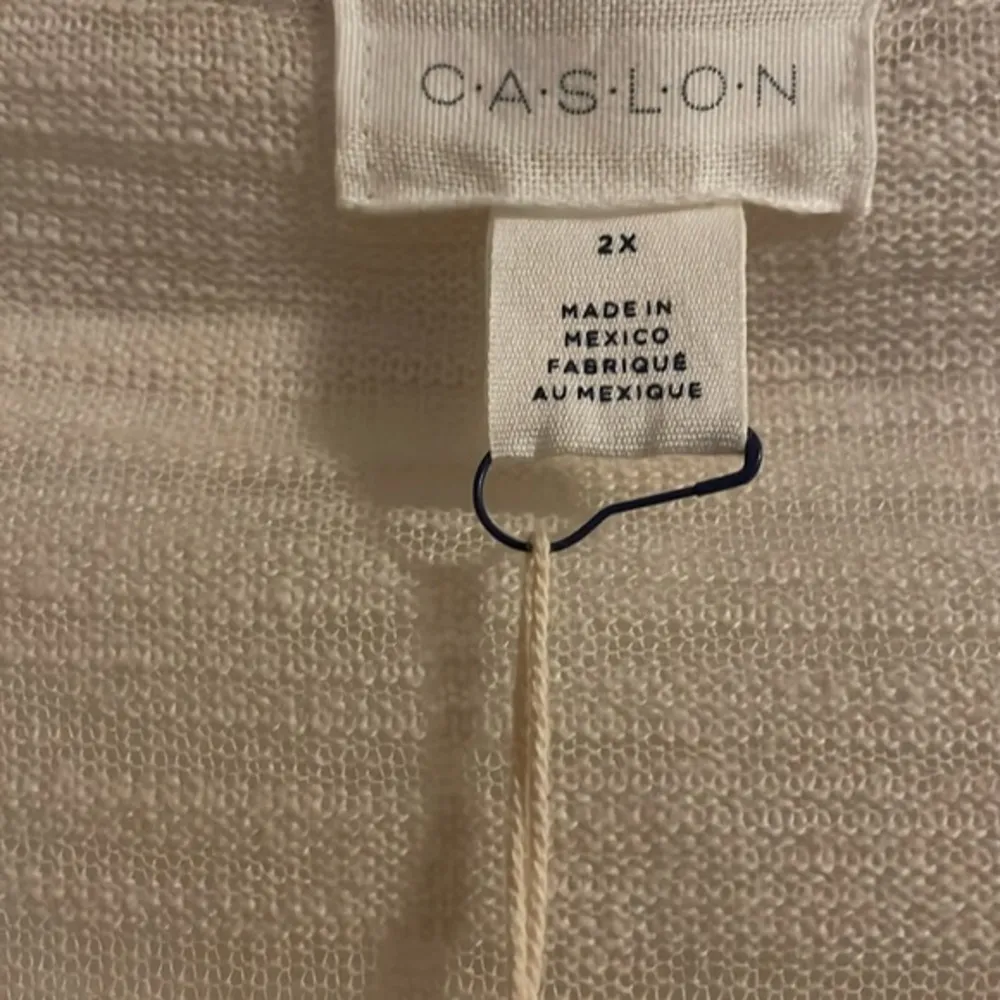 C·A·S·L·O·N
2X
MADE IN
MEXICO
FABRIQUÉ
AU MEXIQUE